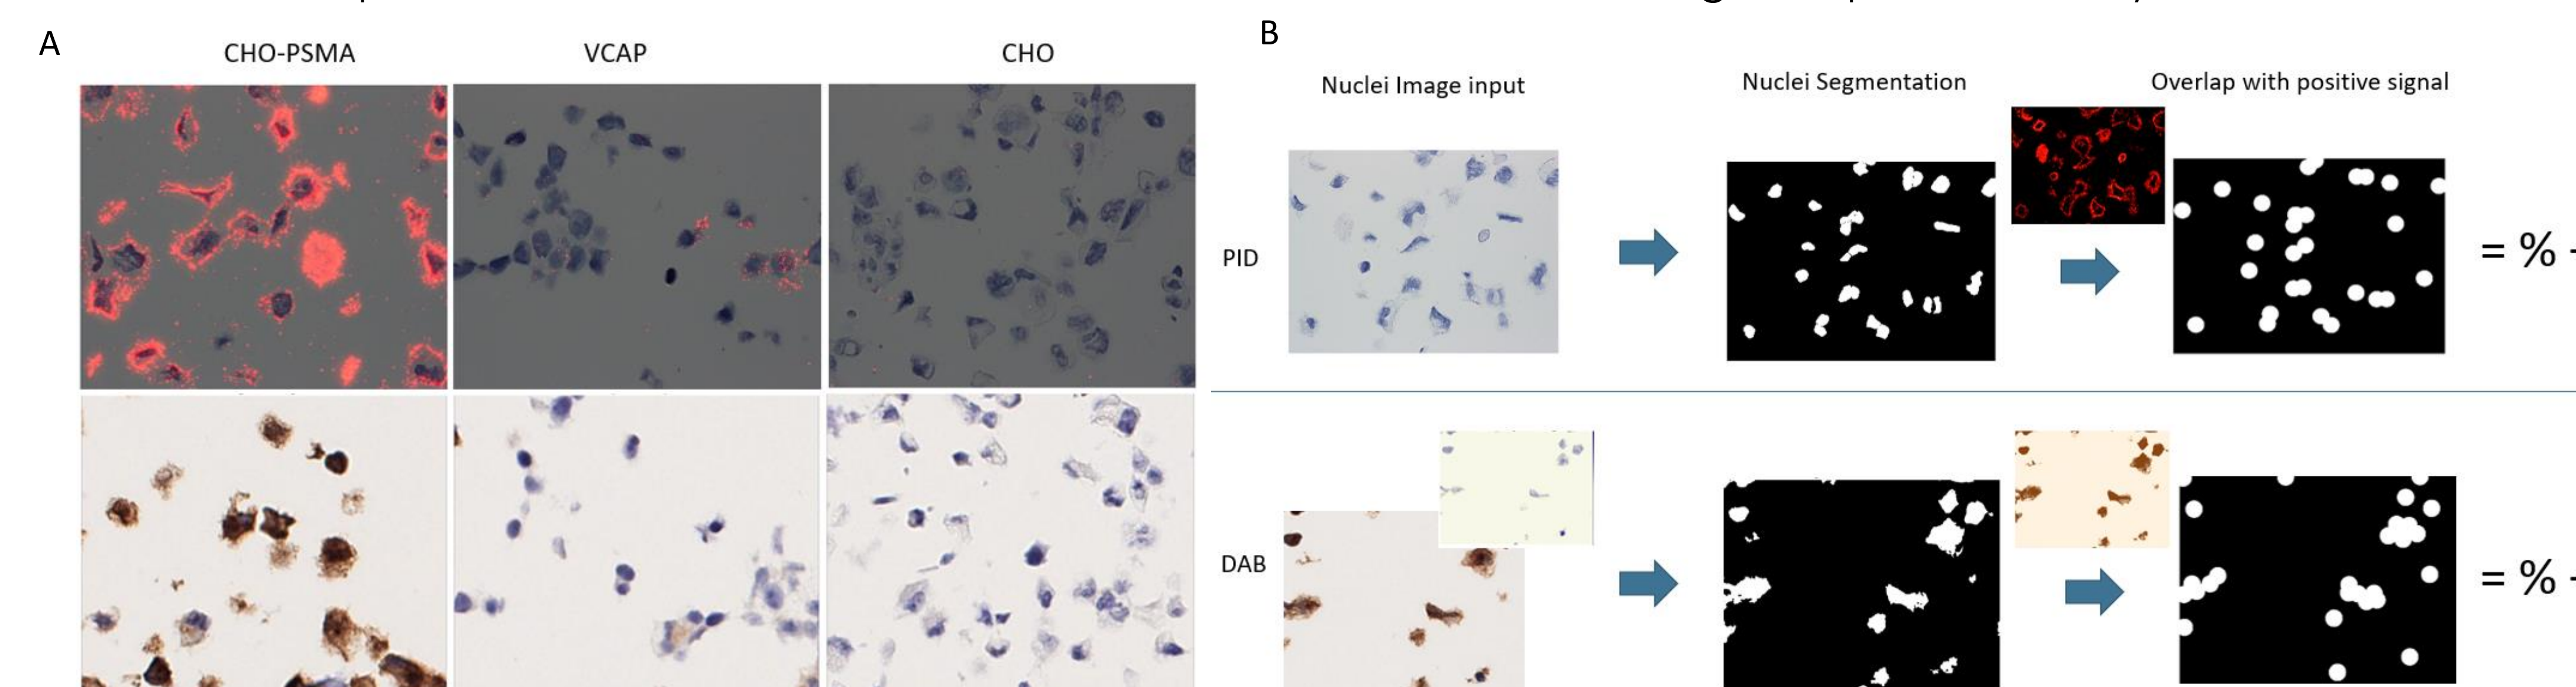 A
CHO-PSMA
VCAP
CHO
B
Nuclei Image input
Nuclei Segmentation
Overlap with positive signal
PID
= %
DAB
= %